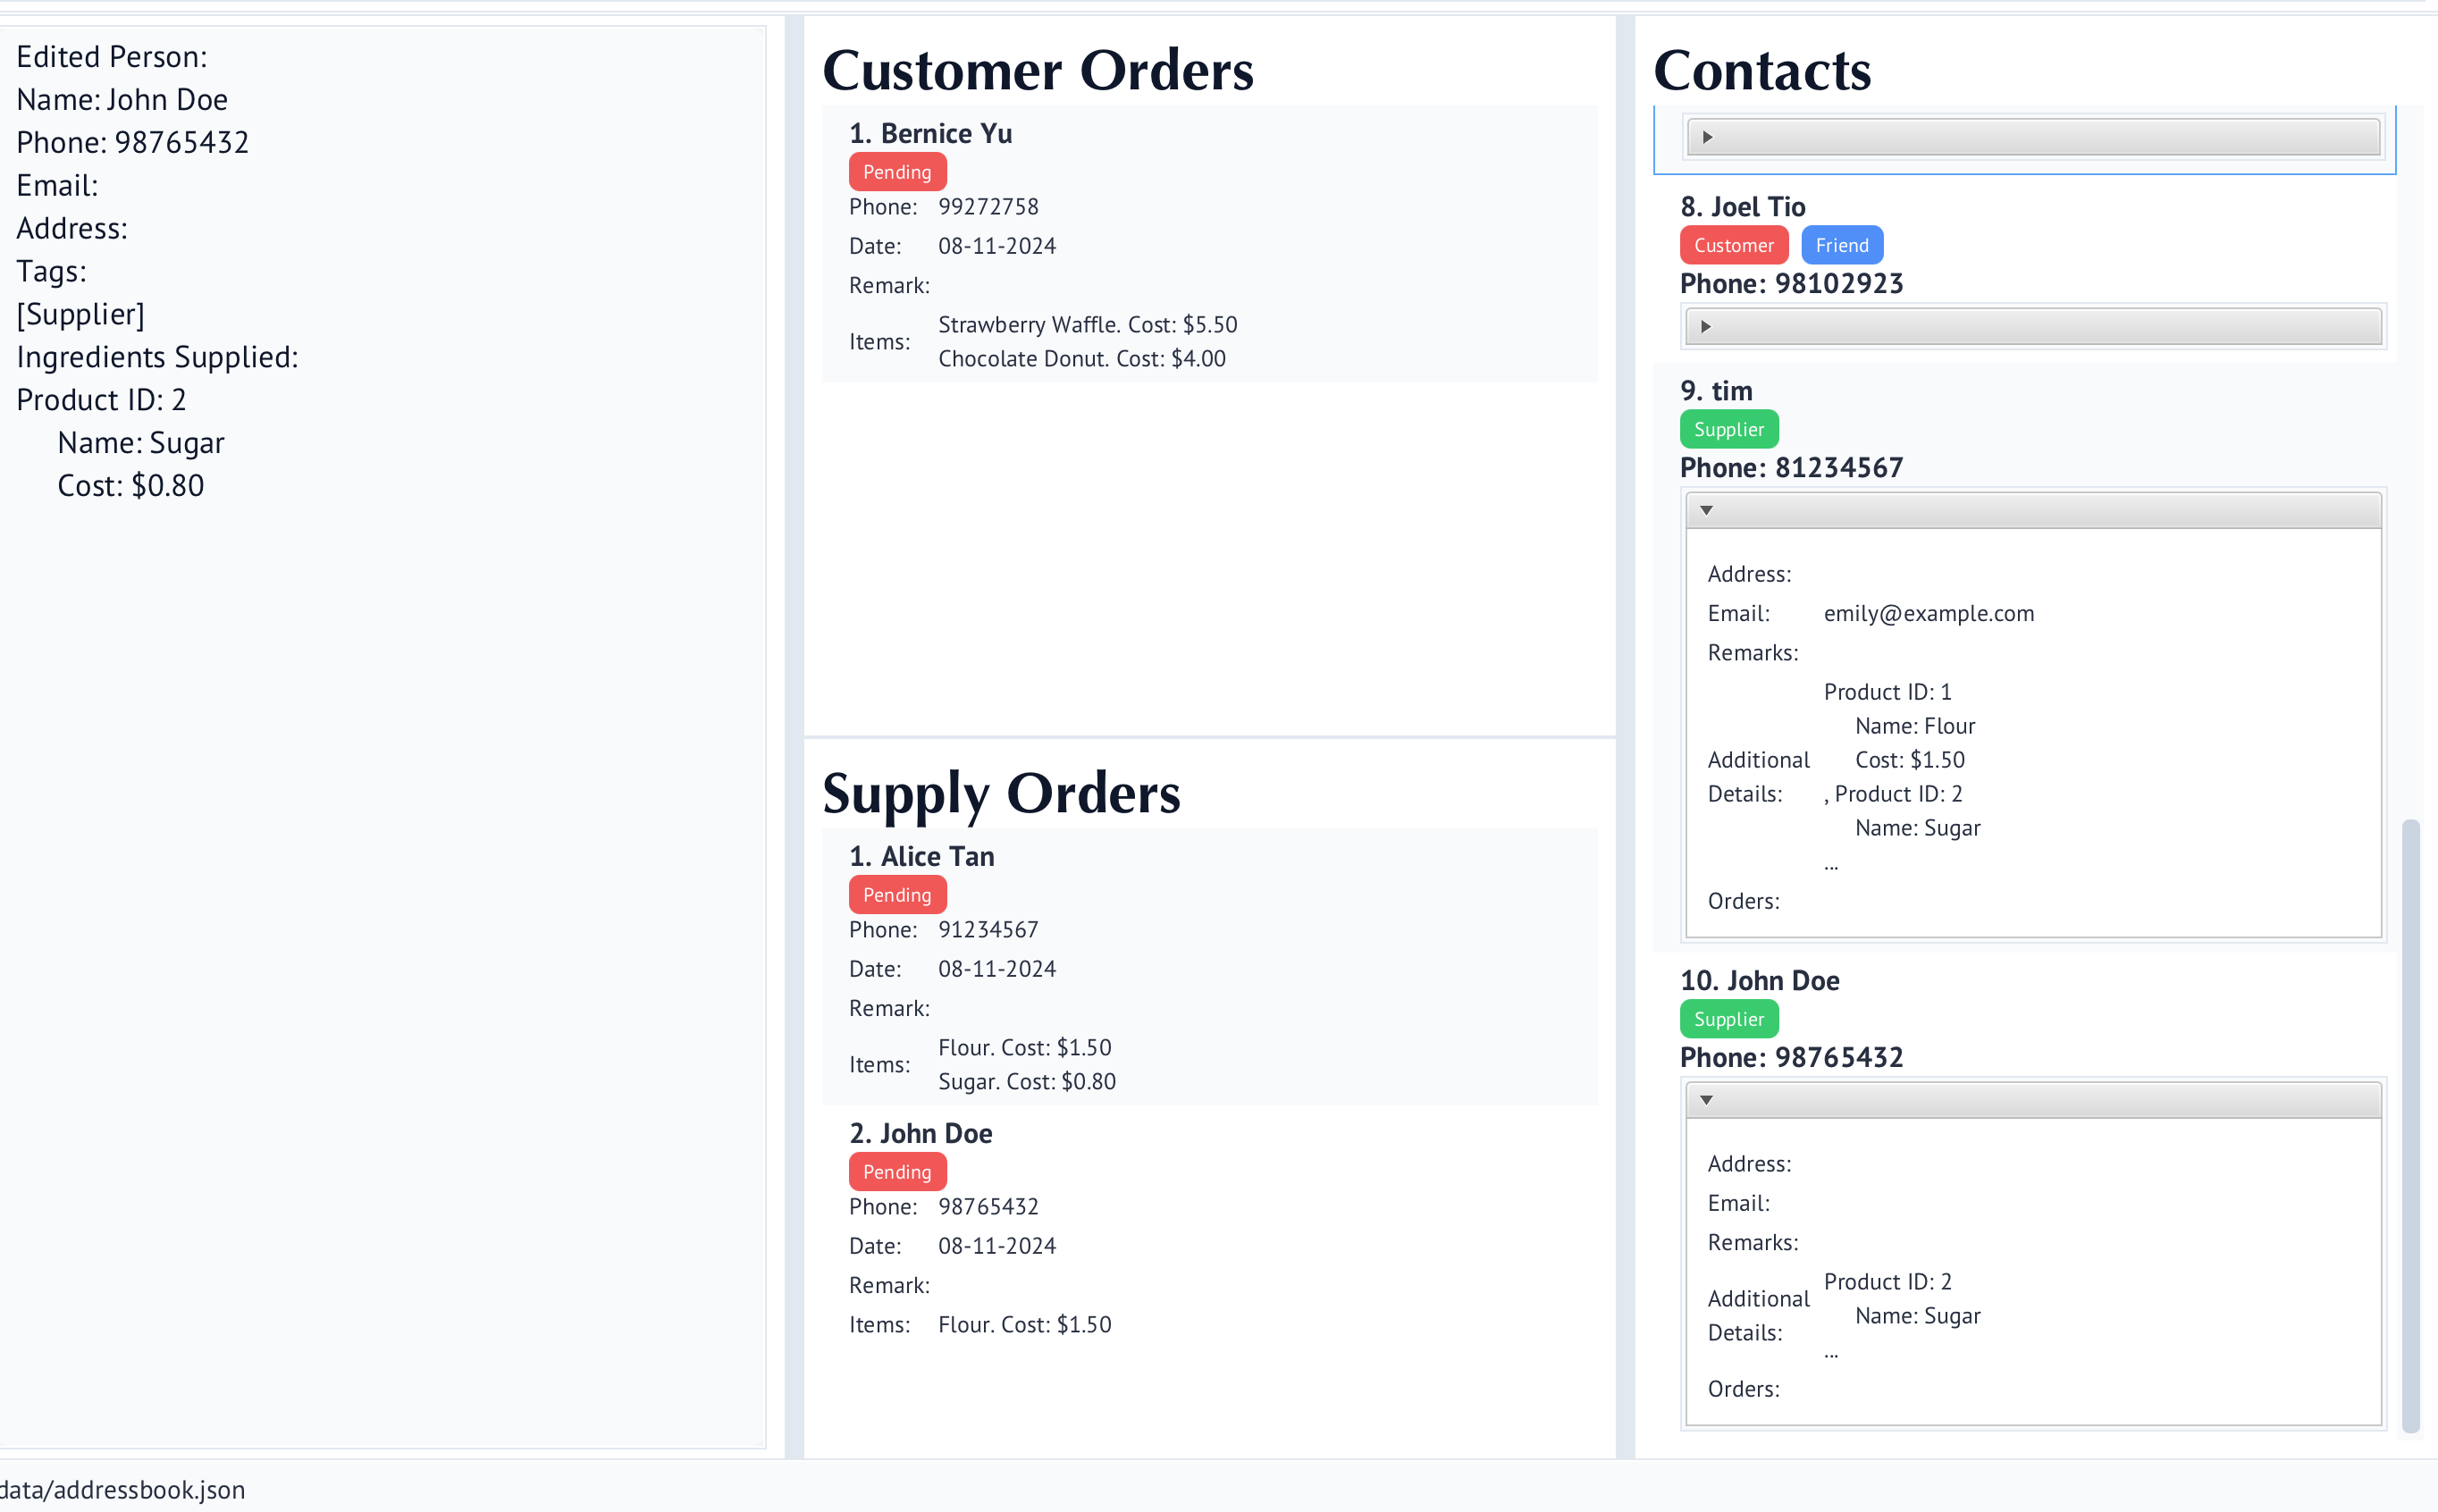 Edited Person:
Name: John Doe
Phone: 98765432
Email:
Address:
Tags:
[Supplier]
Ingredients Supplied:
Product ID: 2
Name: Sugar
Cost: $0.80
Customer Orders
1. Bernice Yu
Pending
Phone: 99272758
Date: 08-11-2024
Remark:
Items: Strawberry Waffle. Cost: $5.50
Chocolate Donut. Cost: $4.00
Supply Orders
1. Alice Tan
Pending
Phone: 91234567
Date: 08-11-2024
Remark:
Items: Flour. Cost: $1.50
Sugar. Cost: $0.80
2. John Doe
Pending
Phone: 98765432
Date: 08-11-2024
Remark:
Items: Flour. Cost: $1.50
Contacts
8. Joel Tio
Customer Friend
Phone: 98102923
9. tim
Supplier
Phone: 81234567
Address:
Email: emily@example.com
Remarks:
Additional Details: Product ID: 1
Name: Flour
Cost: $1.50
, Product ID: 2
Name: Sugar
...
Orders:
10. John Doe
Supplier
Phone: 98765432
Address:
Email:
Remarks:
Additional Details: Product ID: 2
Name: Sugar
...
Orders:
data/addressbook.json